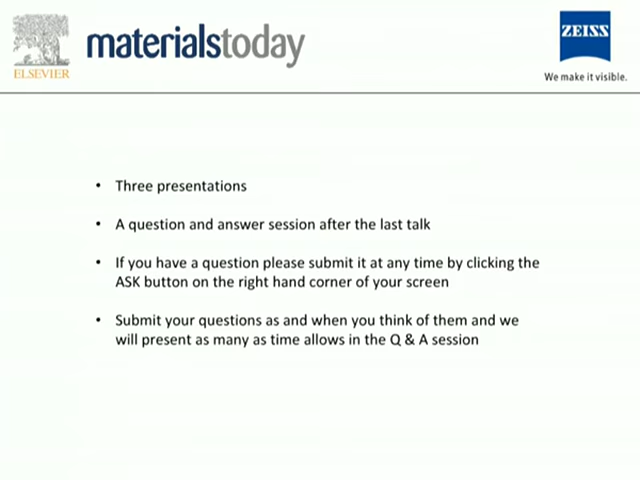 ELSEVIER
materialstoday
ZEISS
We make it visible.
• Three presentations
• A question and answer session after the last talk
• If you have a question please submit it at any time by clicking the
ASK button on the right hand corner of your screen
• Submit your questions as and when you think of them and we
will present as many as time allows in the Q & A session